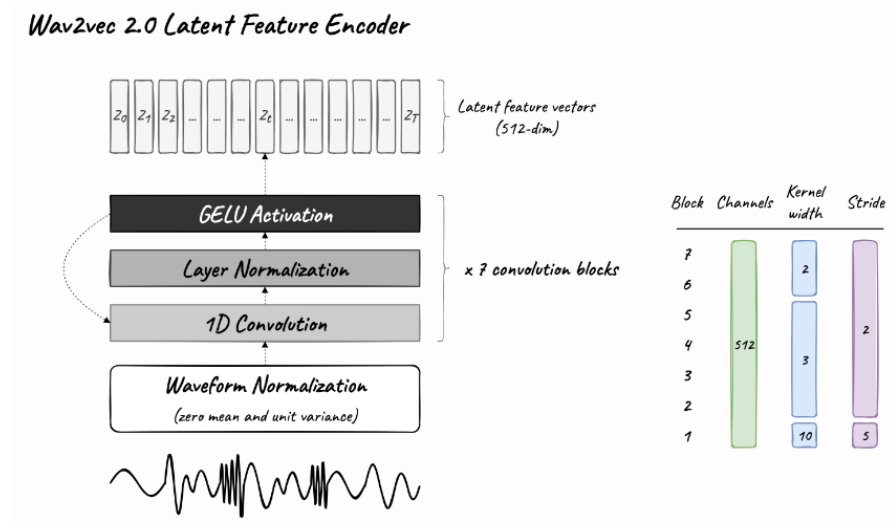 Wav2vec 2.0 Latent Feature Encoder
Z0 Z1 Z2 ... ... ... Zt ... ... ... ... ... ZT
Latent feature vectors
(512-dim)
GELU Activation
Layer Normalization
1D Convolution
x 7 convolution blocks
Waveform Normalization
(zero mean and unit variance)
Block Channels Kernel width Stride
7
2
6
5
2
4 512
3
3
2
1 10 5